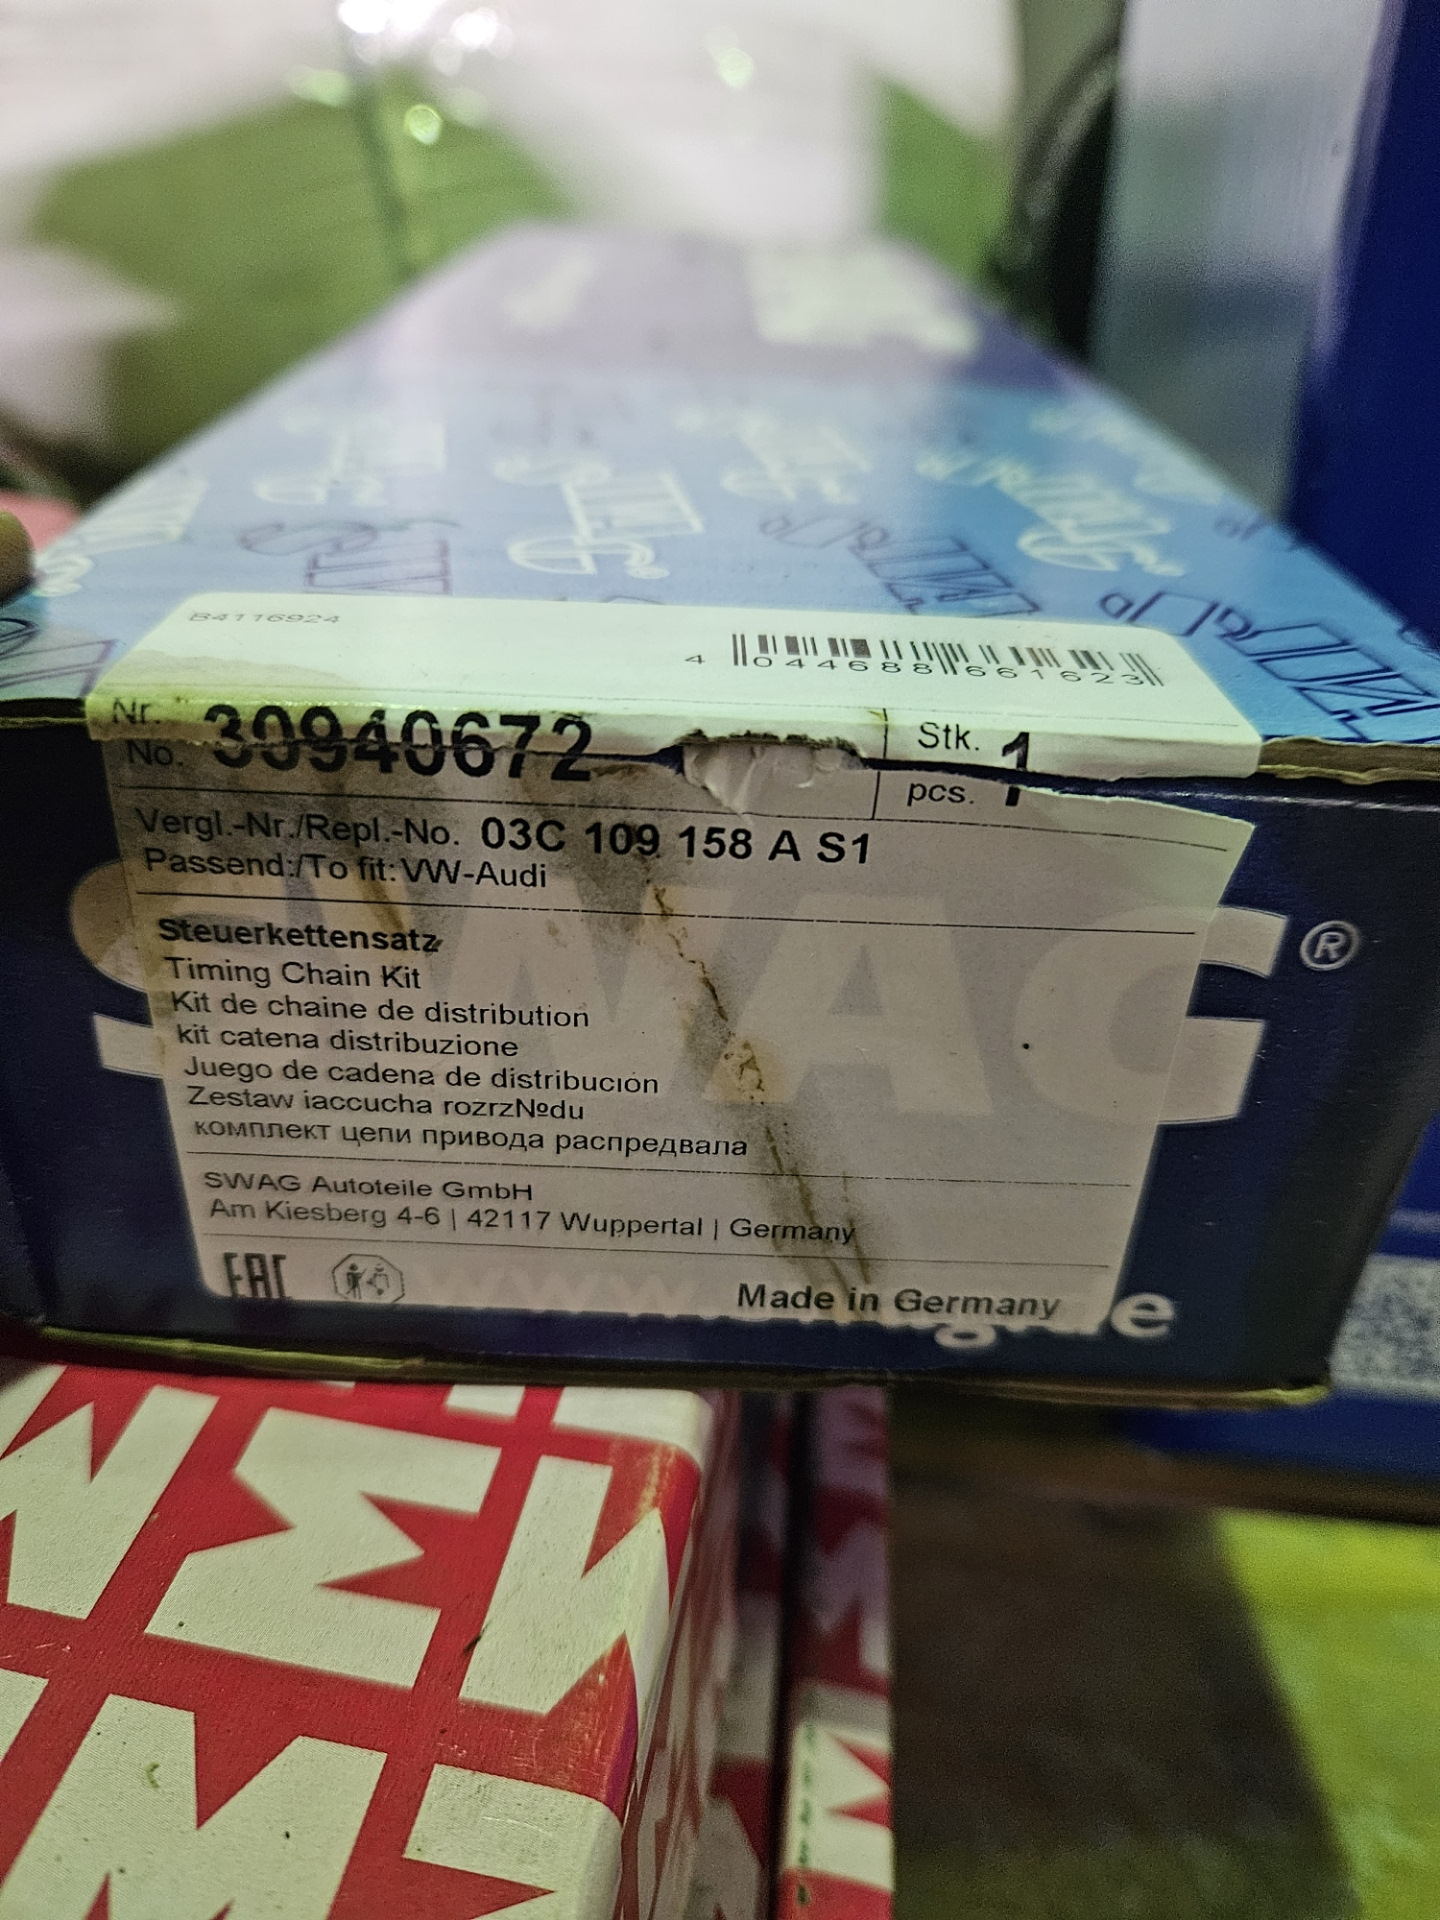 B4116924
4 044688 661623
Nr. 30940672 Stk. 1
No. pcs.
Vergl.-Nr./Repl.-No. 03C 109 158 A S1
Passend:/To fit: VW-Audi
Steuerkettensatz
Timing Chain Kit
Kit de chaine de distribution
kit catena distribuzione
Juego de cadena de distribución
Zestaw iaccucha rozrzNºdu
комплект цепи привода распредвала
SWAG Autoteile GmbH
Am Kiesberg 4-6 | 42117 Wuppertal | Germany
EAC
Made in Germany
SWAG®